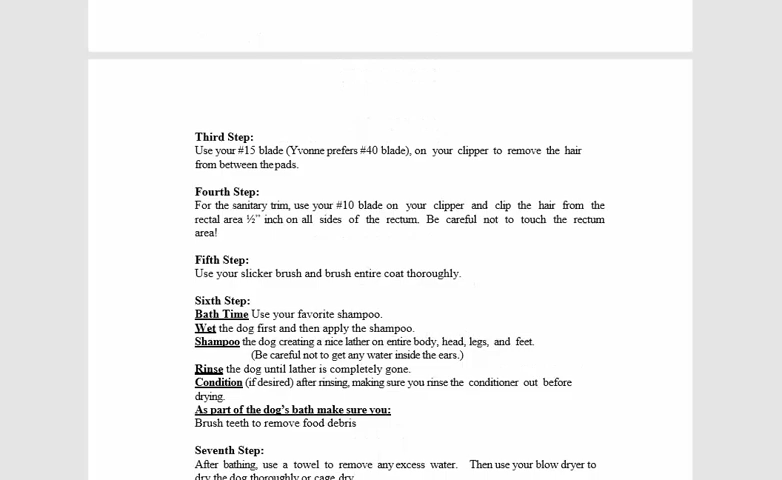 Third Step:
Use your #15 blade (Yvonne prefers #40 blade), on your clipper to remove the hair
from between the pads.
Fourth Step:
For the sanitary trim, use your #10 blade on your clipper and clip the hair from the
rectal area ½” inch on all sides of the rectum. Be careful not to touch the rectum
area!
Fifth Step:
Use your slicker brush and brush entire coat thoroughly.
Sixth Step:
Bath Time Use your favorite shampoo.
Wet the dog first and then apply the shampoo.
Shampoo the dog creating a nice lather on entire body, head, legs, and feet.
(Be careful not to get any water inside the ears.)
Rinse the dog until lather is completely gone.
Condition (if desired) after rinsing, making sure you rinse the conditioner out before
drying.
As part of the dog’s bath make sure you:
Brush teeth to remove food debris
Seventh Step:
After bathing, use a towel to remove any excess water. Then use your blow dryer to
dry the dog thoroughly or cage dry